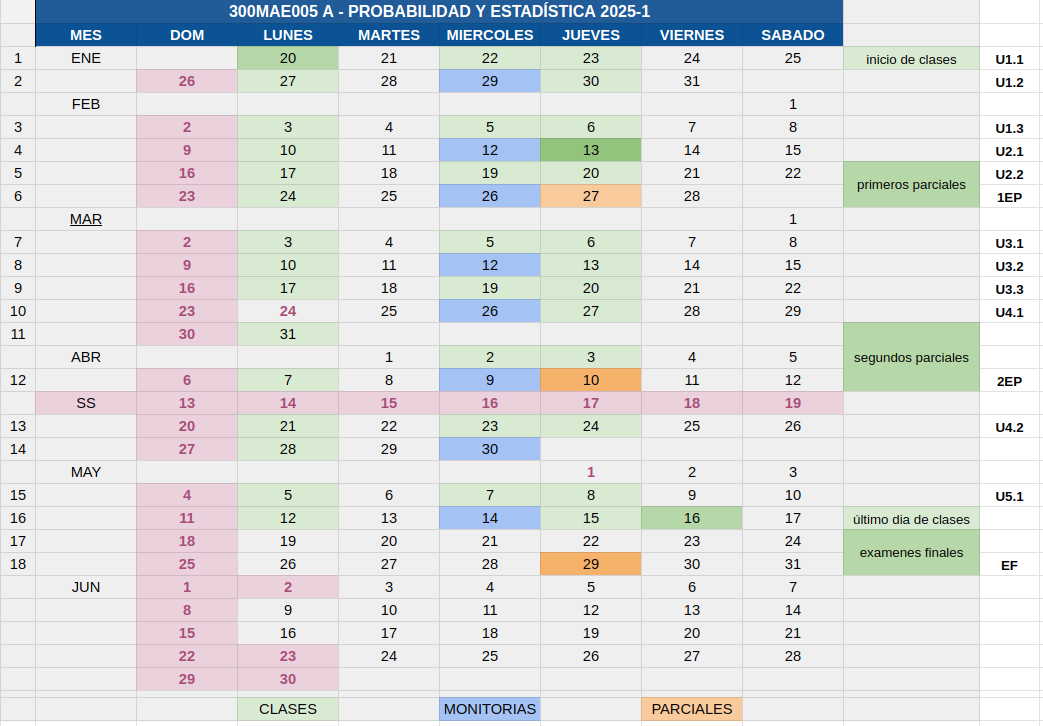 300MAE005 A - PROBABILIDAD Y ESTADÍSTICA 2025-1
MES DOM LUNES MARTES MIERCOLES JUEVES VIERNES SABADO
1 ENE 20 21 22 23 24 25 inicio de clases U1.1
2 26 27 28 29 30 31 U1.2
FEB 1
3 2 3 4 5 6 7 8 U1.3
4 9 10 11 12 13 14 15 U2.1
5 16 17 18 19 20 21 22 U2.2
primeros parciales
6 23 24 25 26 27 28 1EP
MAR 1
7 2 3 4 5 6 7 8 U3.1
8 9 10 11 12 13 14 15 U3.2
9 16 17 18 19 20 21 22 U3.3
10 23 24 25 26 27 28 29 U4.1
11 30 31
ABR 1 2 3 4 5 segundos parciales
12 6 7 8 9 10 11 12 2EP
SS 13 14 15 16 17 18 19
13 20 21 22 23 24 25 26 U4.2
14 27 28 29 30
MAY 1 2 3
15 4 5 6 7 8 9 10 U5.1
16 11 12 13 14 15 16 17 último dia de clases
17 18 19 20 21 22 23 24
examenes finales
18 25 26 27 28 29 30 31 EF
JUN 1 2 3 4 5 6 7
8 9 10 11 12 13 14
15 16 17 18 19 20 21
22 23 24 25 26 27 28
29 30
CLASES MONITORIAS PARCIALES